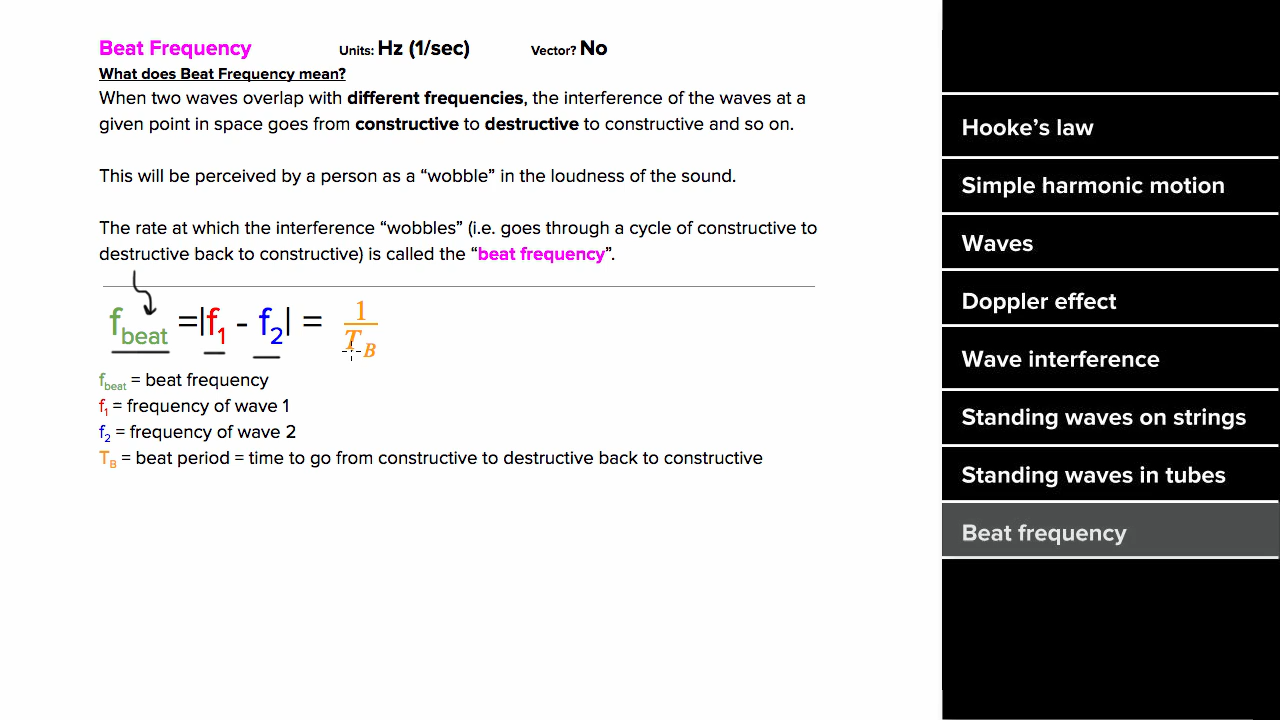 Beat Frequency Units: Hz (1/sec) Vector? No
What does Beat Frequency mean?
When two waves overlap with different frequencies, the interference of the waves at a
given point in space goes from constructive to destructive to constructive and so on.
This will be perceived by a person as a “wobble” in the loudness of the sound.
The rate at which the interference “wobbles” (i.e. goes through a cycle of constructive to
destructive back to constructive) is called the “beat frequency”.
f_beat =|f₁ - f₂| = 1/T_B
f_beat = beat frequency
f₁ = frequency of wave 1
f₂ = frequency of wave 2
T_B = beat period = time to go from constructive to destructive back to constructive
Hooke’s law
Simple harmonic motion
Waves
Doppler effect
Wave interference
Standing waves on strings
Standing waves in tubes
Beat frequency